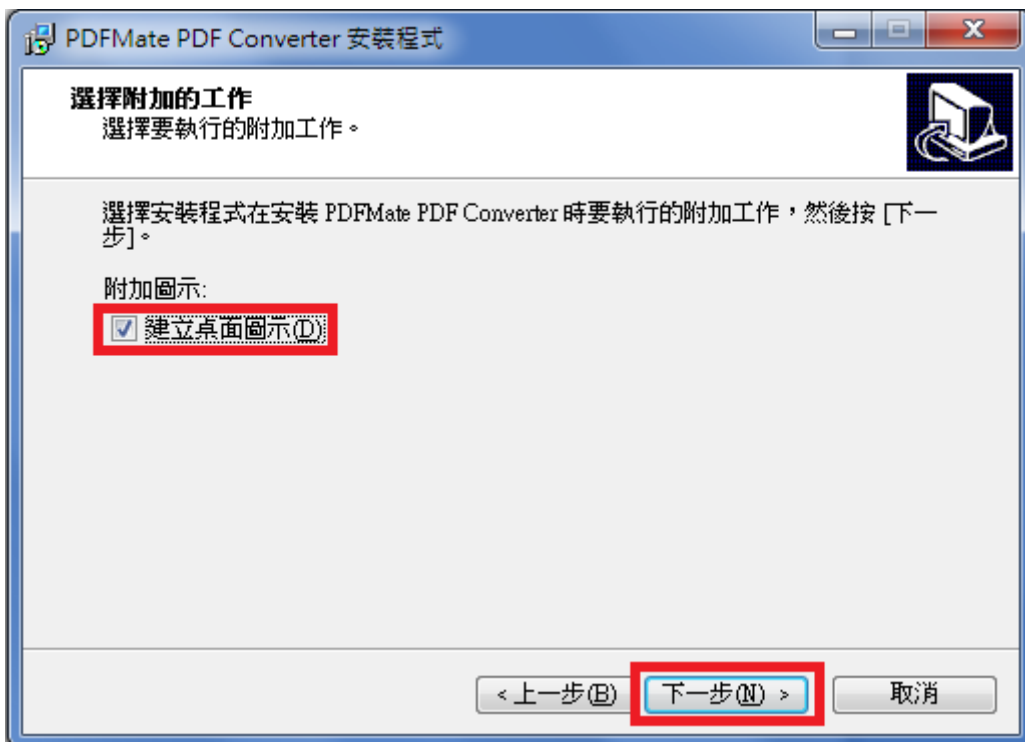 PDFMate PDF Converter 安裝程式
選擇附加的工作
選擇要執行的附加工作。
選擇安裝程式在安裝 PDFMate PDF Converter 時要執行的附加工作，然後按 [下一
步]。
附加圖示:
建立桌面圖示(D)
<上一步(B) 下一步(N) > 取消